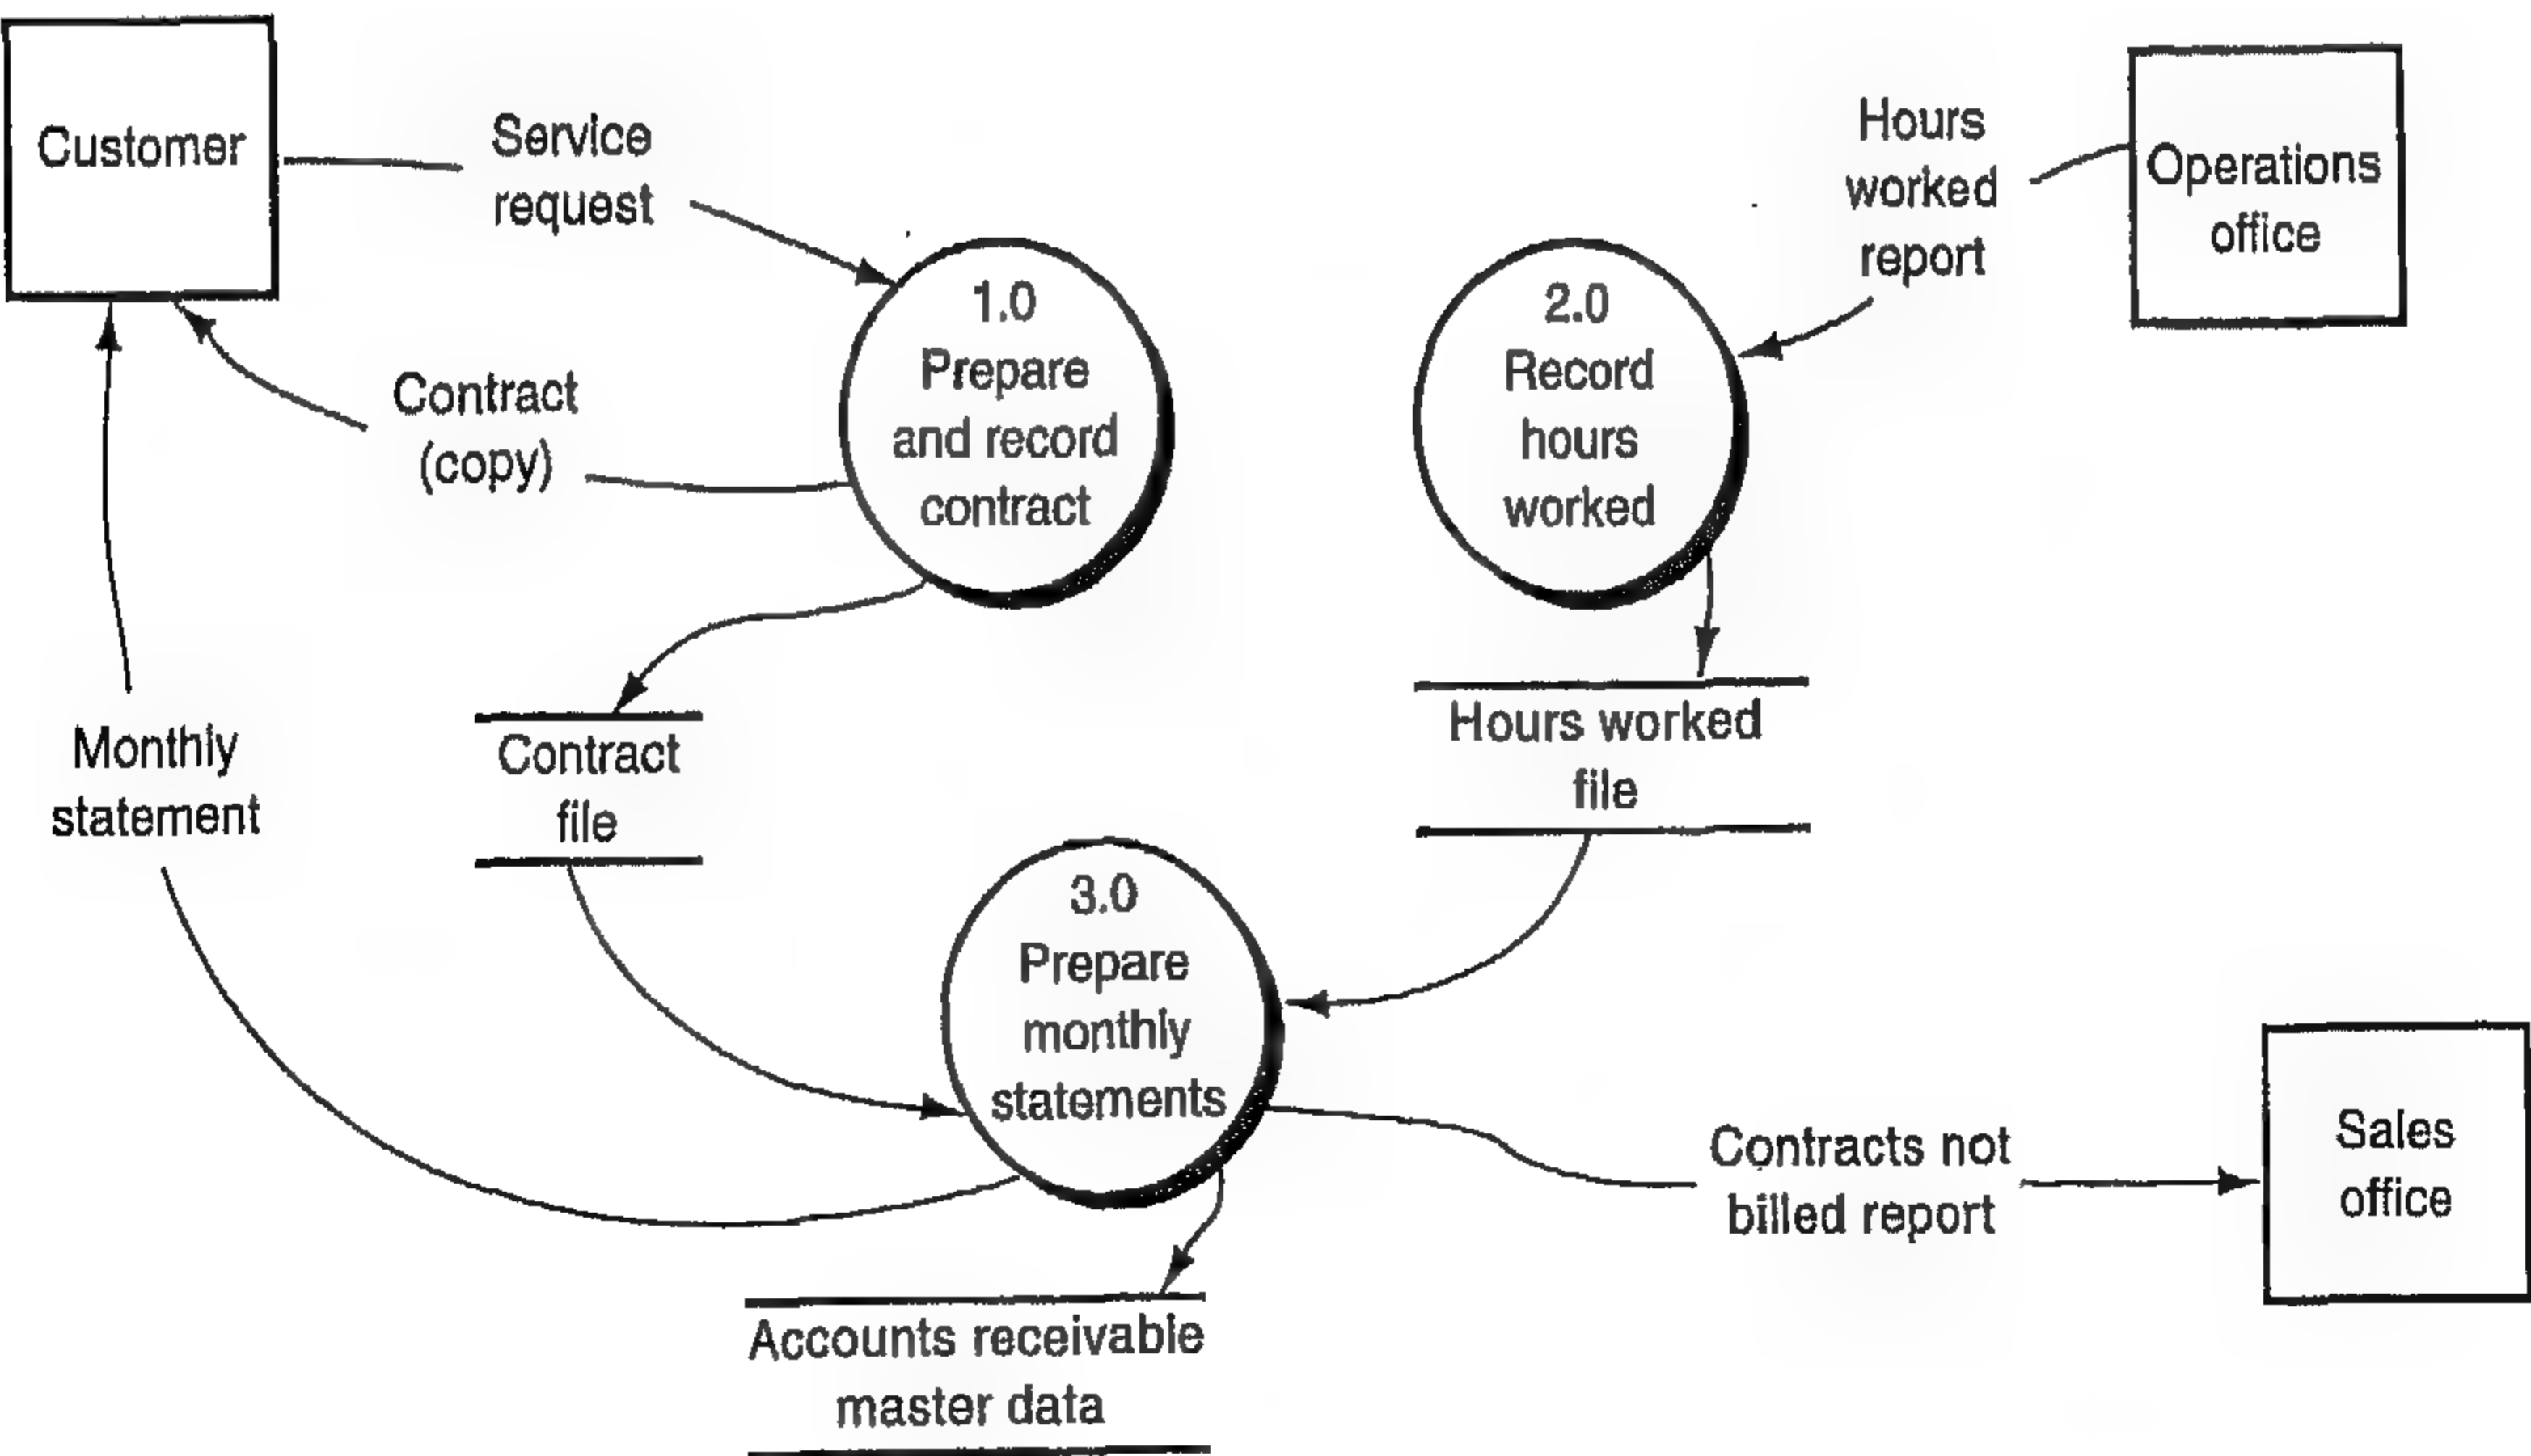 Customer
Service
request
Hours
worked
report
Operations
office
1.0
Prepare
and record
contract
2.0
Record
hours
worked
Contract
(copy)
Monthly
statement
Contract
file
Hours worked
file
3.0
Prepare
monthly
statements
Contracts not
billed report
Sales
office
Accounts receivable
master data